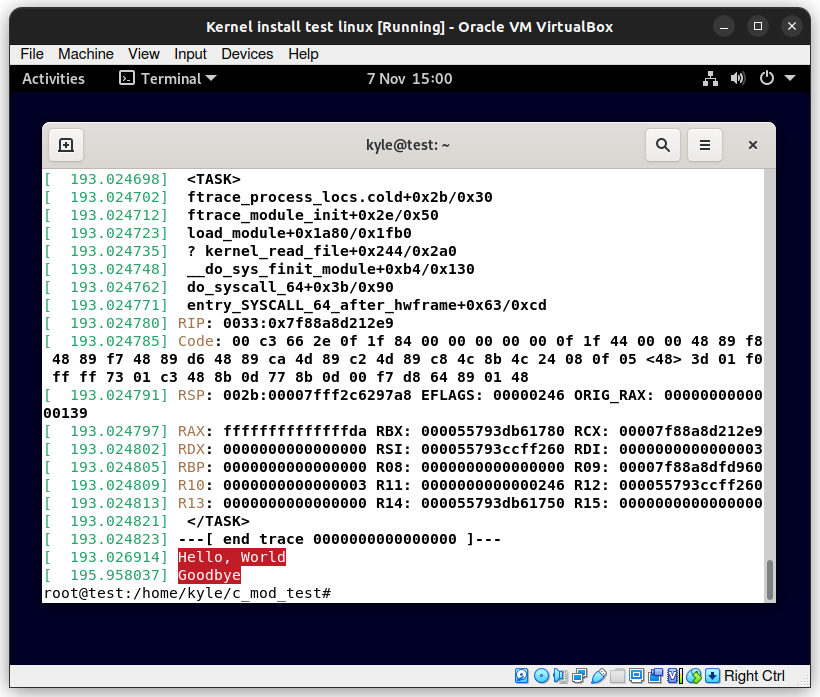 Kernel install test linux [Running] - Oracle VM VirtualBox
File Machine View Input Devices Help
Activities Terminal 7 Nov 15:00
kyle@test: ~
[  193.024698]  <TASK>
[  193.024702]  ftrace_process_locs.cold+0x2b/0x30
[  193.024712]  ftrace_module_init+0x2e/0x50
[  193.024723]  load_module+0x1a80/0x1fb0
[  193.024735]  ? kernel_read_file+0x244/0x2a0
[  193.024748]  __do_sys_finit_module+0xb4/0x130
[  193.024762]  do_syscall_64+0x3b/0x90
[  193.024771]  entry_SYSCALL_64_after_hwframe+0x63/0xcd
[  193.024780] RIP: 0033:0x7f88a8d212e9
[  193.024785] Code: 00 c3 66 2e 0f 1f 84 00 00 00 00 00 0f 1f 44 00 00 48 89 f8
 48 89 f7 48 89 d6 48 89 ca 4d 89 c2 4d 89 c8 4c 8b 4c 24 08 0f 05 <48> 3d 01 f0
 ff ff 73 01 c3 48 8b 0d 77 8b 0d 00 f7 d8 64 89 01 48
[  193.024791] RSP: 002b:00007fff2c6297a8 EFLAGS: 00000246 ORIG_RAX: 00000000000
00139
[  193.024797] RAX: ffffffffffffffda RBX: 000055793db61780 RCX: 00007f88a8d212e9
[  193.024802] RDX: 0000000000000000 RSI: 000055793ccff260 RDI: 0000000000000003
[  193.024805] RBP: 0000000000000000 R08: 0000000000000000 R09: 00007f88a8dfd960
[  193.024809] R10: 0000000000000003 R11: 0000000000000246 R12: 000055793ccff260
[  193.024813] R13: 0000000000000000 R14: 000055793db61750 R15: 0000000000000000
[  193.024821]  </TASK>
[  193.024823] ---[ end trace 0000000000000000 ]---
[  193.026914] Hello, World
[  195.958037] Goodbye
root@test:/home/kyle/c_mod_test#
Right Ctrl